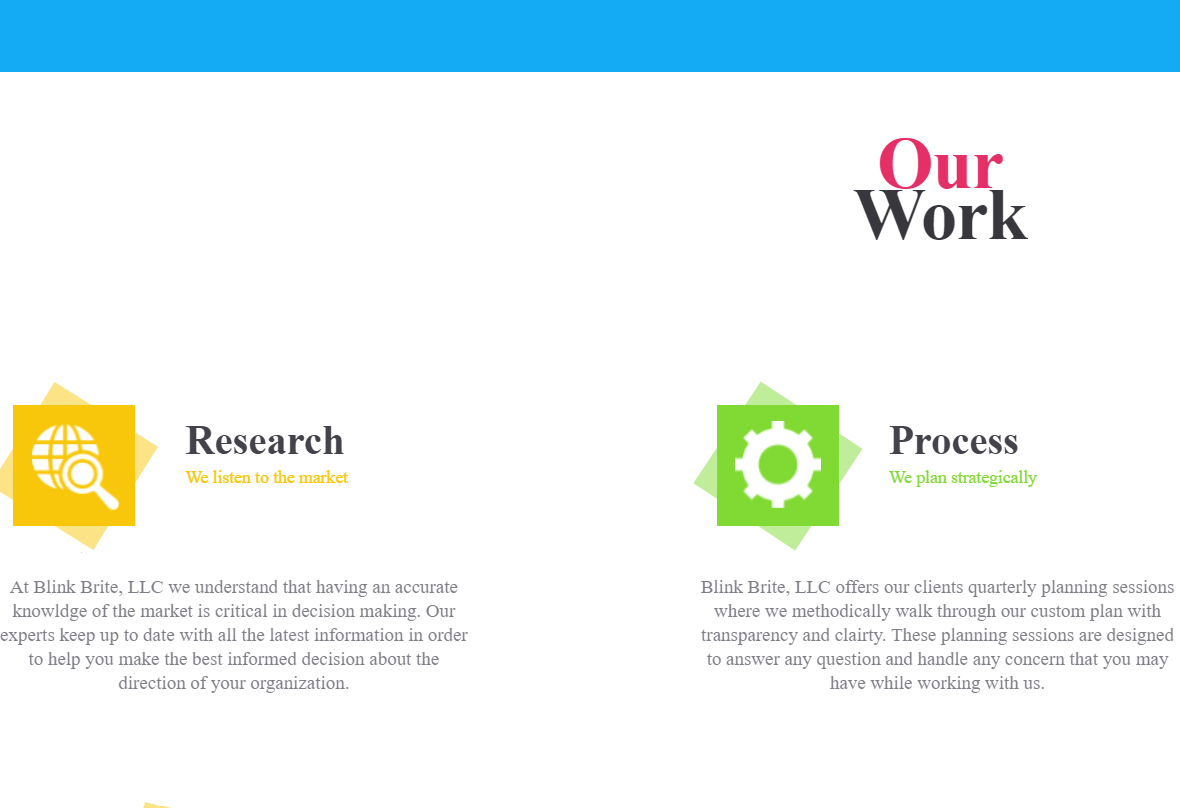 Our
Work
Research
We listen to the market
At Blink Brite, LLC we understand that having an accurate
knowldge of the market is critical in decision making. Our
experts keep up to date with all the latest information in order
to help you make the best informed decision about the
direction of your organization.
Process
We plan strategically
Blink Brite, LLC offers our clients quarterly planning sessions
where we methodically walk through our custom plan with
transparency and clairty. These planning sessions are designed
to answer any question and handle any concern that you may
have while working with us.